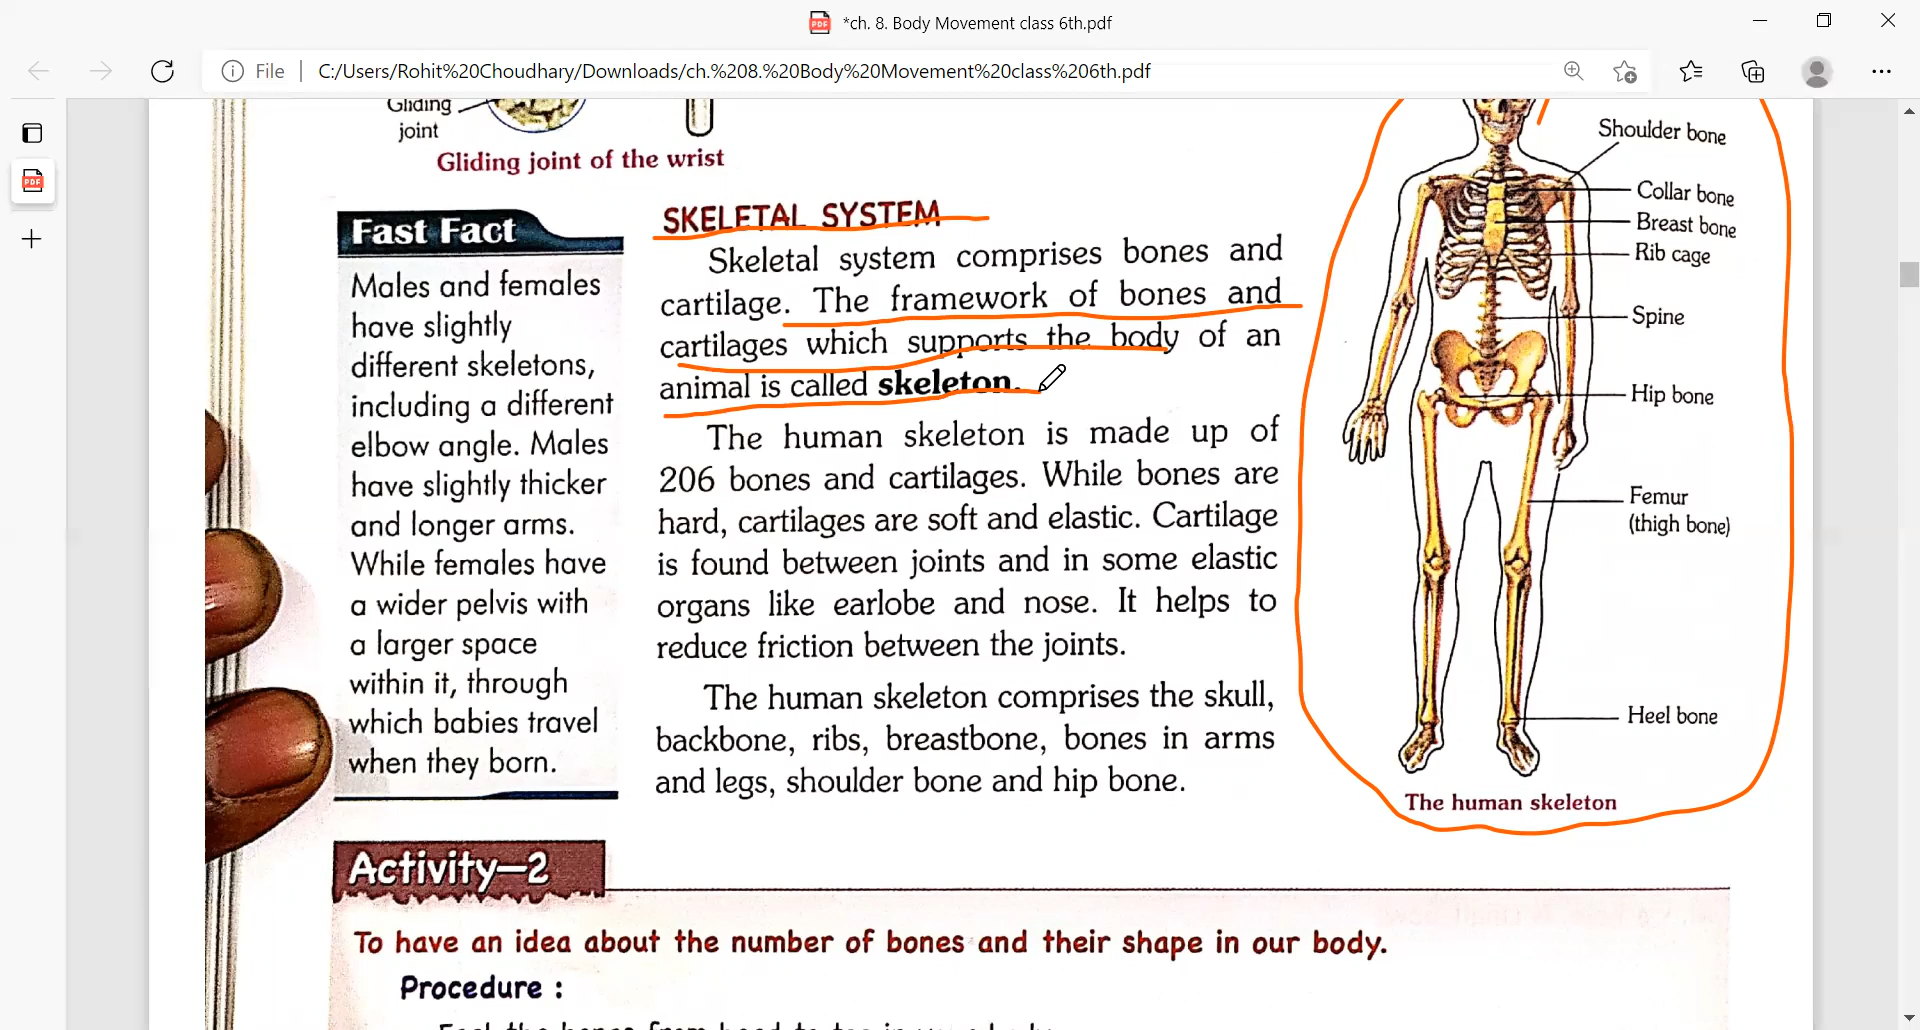 *ch. 8. Body Movement class 6th.pdf
File
C:/Users/Rohit%20Choudhary/Downloads/ch.%208.%20Body%20Movement%20class%206th.pdf
Gliding
joint
Gliding joint of the wrist
Fast Fact
Males and females
have slightly
different skeletons,
including a different
elbow angle. Males
have slightly thicker
and longer arms.
While females have
a wider pelvis with
a larger space
within it, through
which babies travel
when they born.
SKELETAL SYSTEM
Skeletal system comprises bones and
cartilage. The framework of bones and
cartilages which supports the body of an
animal is called skeleton.
The human skeleton is made up of
206 bones and cartilages. While bones are
hard, cartilages are soft and elastic. Cartilage
is found between joints and in some elastic
organs like earlobe and nose. It helps to
reduce friction between the joints.
The human skeleton comprises the skull,
backbone, ribs, breastbone, bones in arms
and legs, shoulder bone and hip bone.
Shoulder bone
Collar bone
Breast bone
Rib cage
Spine
Hip bone
Femur
(thigh bone)
Heel bone
The human skeleton
Activity–2
To have an idea about the number of bones and their shape in our body.
Procedure :